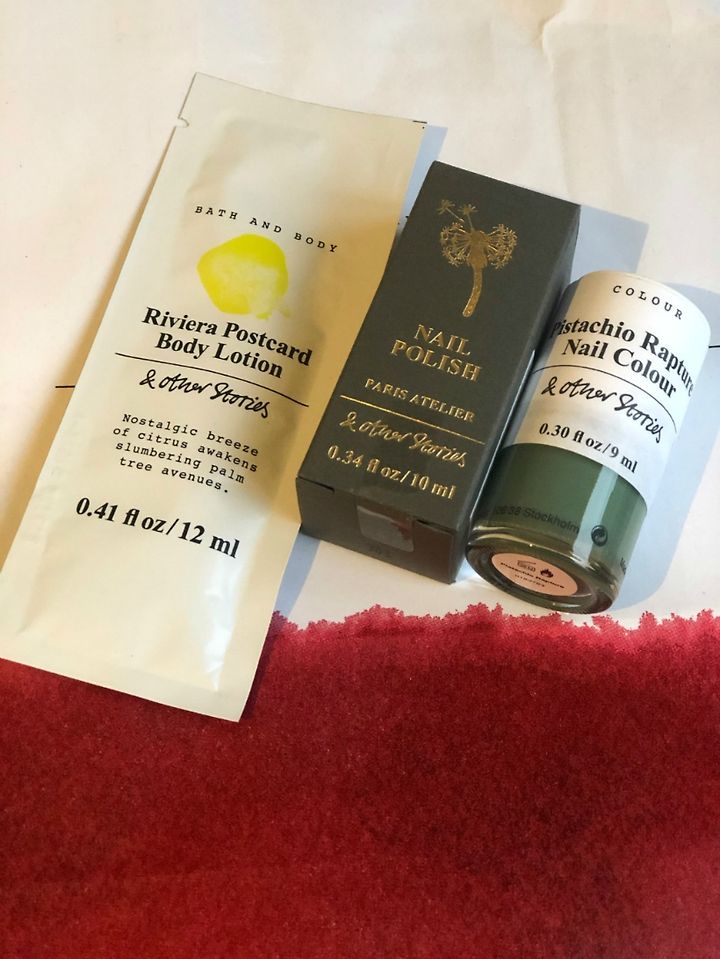 BATH AND BODY
Riviera Postcard
Body Lotion
& other Stories
Nostalgic breeze
of citrus awakens
slumbering palm
tree avenues.
0.41 fl oz/12 ml
NAIL
POLISH
PARIS ATELIER
& other Stories
0.34 fl oz/10 ml
COLOUR
Pistachio Rapture
Nail Colour
& other Stories
0.30 fl oz/9 ml
Stockholm
Pistachio Rapture